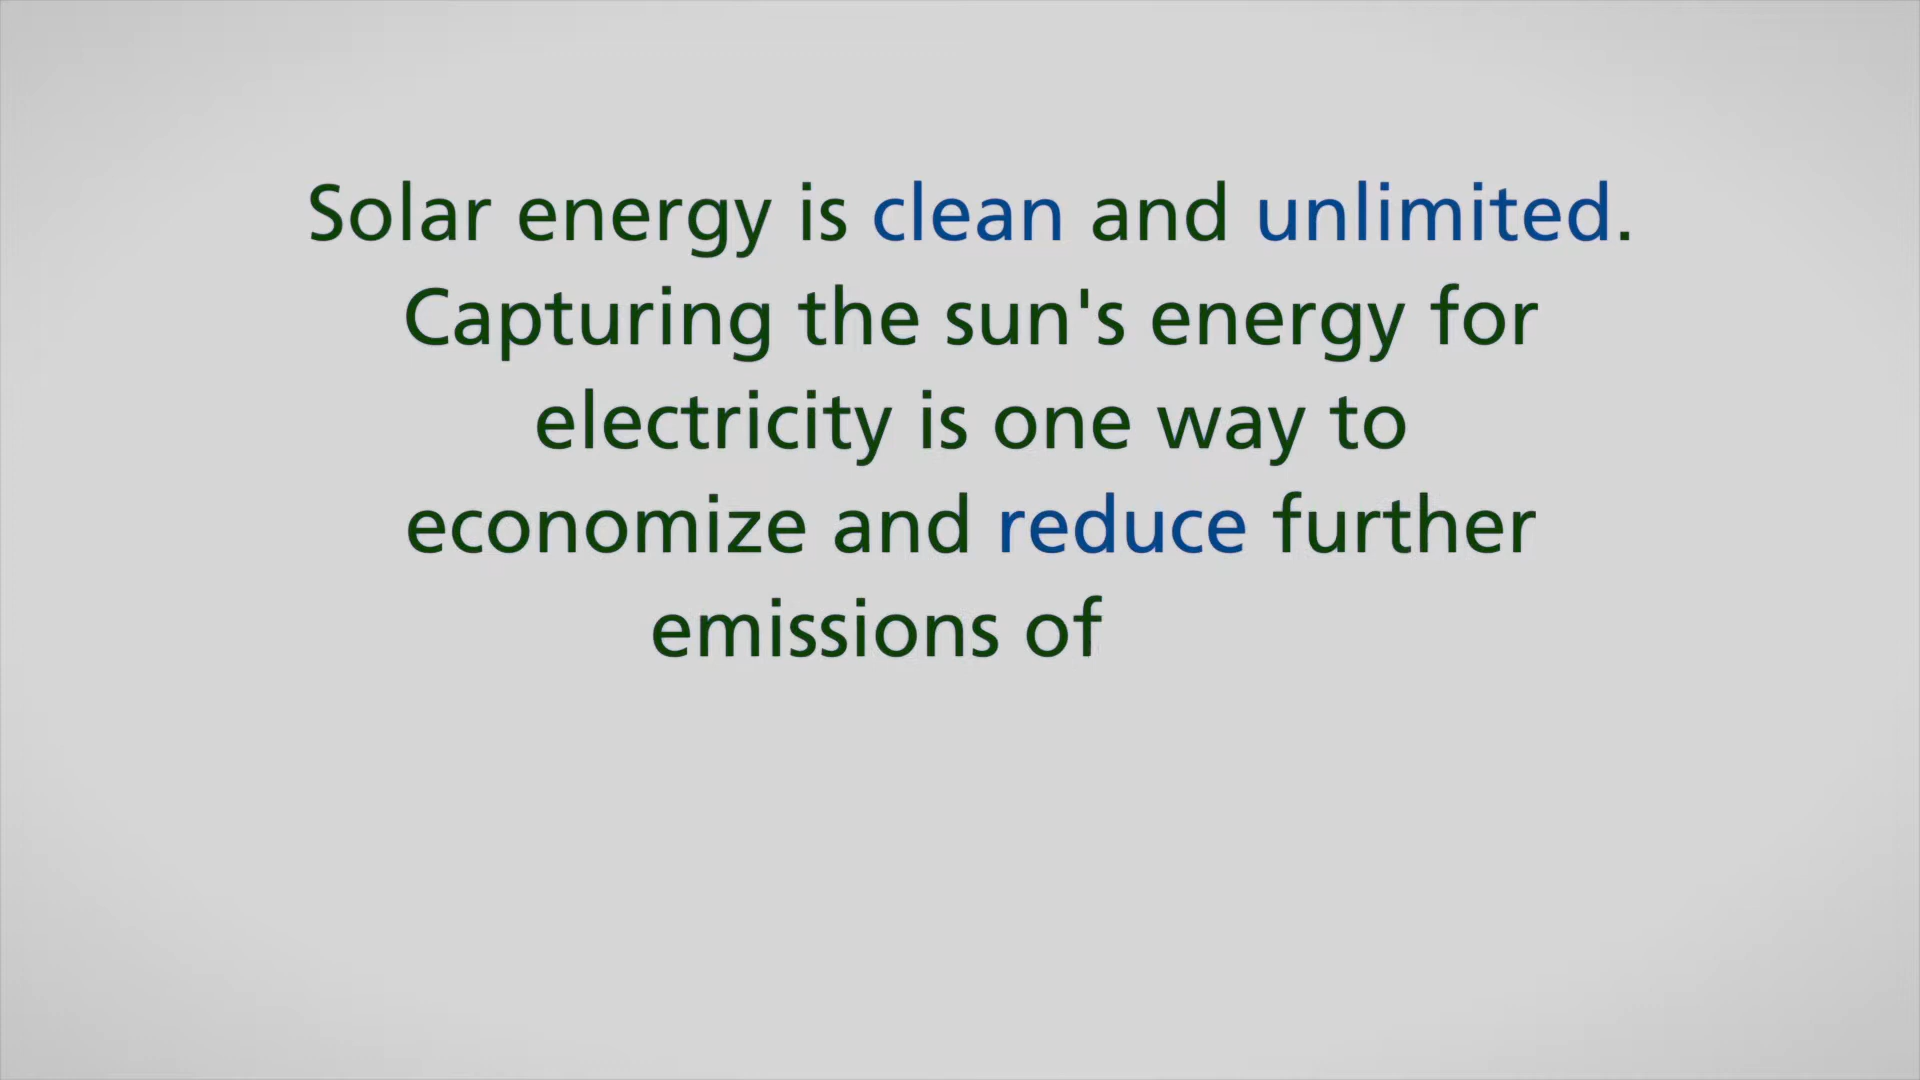 Solar energy is clean and unlimited.
Capturing the sun's energy for
electricity is one way to
economize and reduce further
emissions of